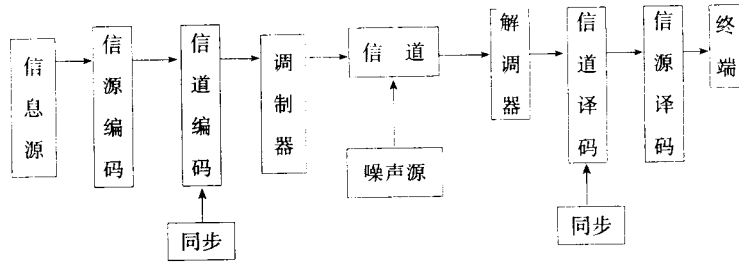 信息源
信源编码
信道编码
调制器
信 道
解调器
信道译码
信源译码
终端
噪声源
同步
同步